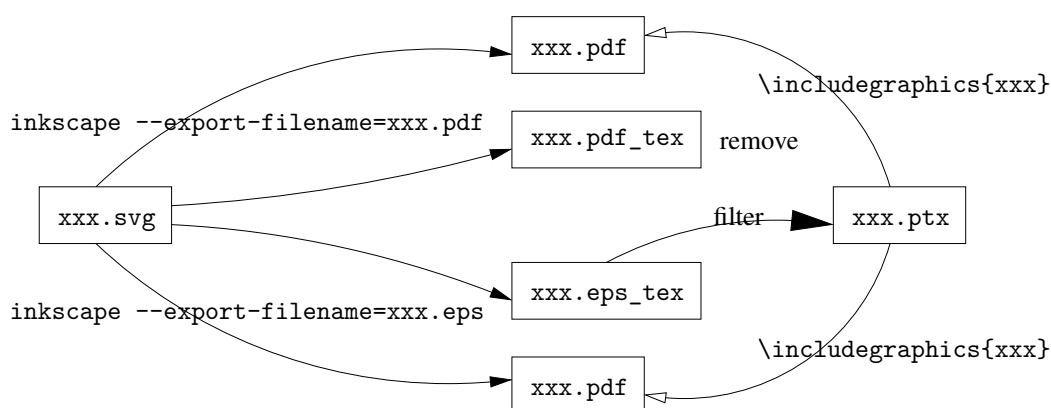 xxx.pdf
\includegraphics{xxx}
inkscape --export-filename=xxx.pdf
xxx.pdf_tex
remove
xxx.svg
filter
xxx.ptx
xxx.eps_tex
inkscape --export-filename=xxx.eps
\includegraphics{xxx}
xxx.pdf